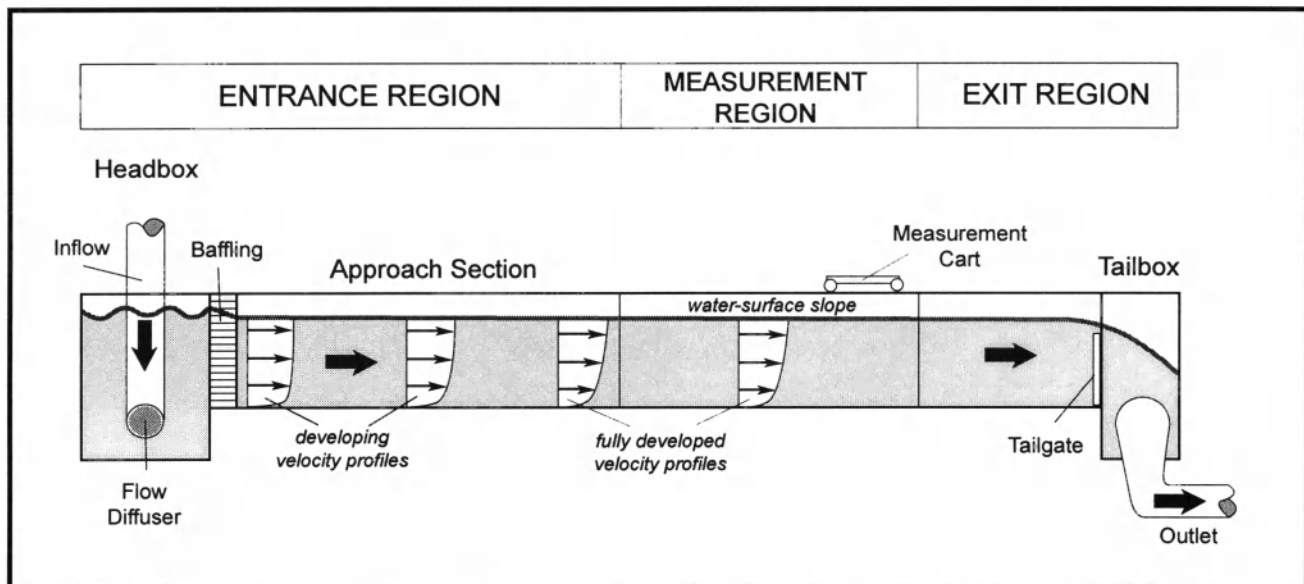 ENTRANCE REGION
MEASUREMENT
REGION
EXIT REGION
Headbox
Inflow
Baffling
Approach Section
Measurement
Cart
Tailbox
water-surface slope
developing
velocity profiles
fully developed
velocity profiles
Tailgate
Flow
Diffuser
Outlet